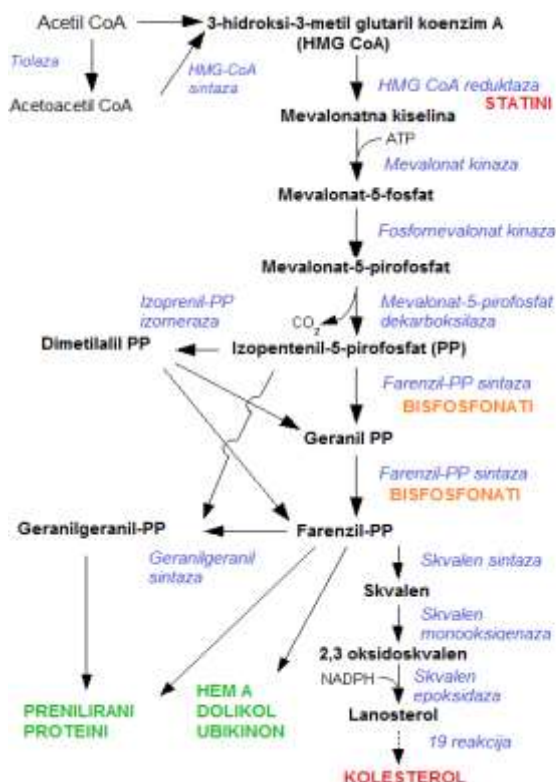 Acetil CoA
3-hidroksi-3-metil glutaril koenzim A
(HMG CoA)
Tiolaza
HMG-CoA
sintaza
HMG CoA reduktaza
STATINI
Acetoacetil CoA
Mevalonatna kiselina
ATP
Mevalonat kinaza
Mevalonat-5-fosfat
Fosfomevalonat kinaza
Mevalonat-5-pirofosfat
Izoprenil-PP
izomeraza
Mevalonat-5-pirofosfat
dekarboksilaza
CO2
Dimetilalil PP
Izopentenil-5-pirofosfat (PP)
Farenzil-PP sintaza
BISFOSFONATI
Geranil PP
Farenzil-PP sintaza
BISFOSFONATI
Geranilgeranil-PP
Farenzil-PP
Geranilgeranil
sintaza
Skvalen sintaza
Skvalen
Skvalen
monooksigenaza
2,3 oksidoskvalen
NADPH
Skvalen
epoksidaza
HEM A
DOLIKOL
UBIKINON
PRENILIRANI
PROTEINI
Lanosterol
19 reakcija
KOLESTEROL